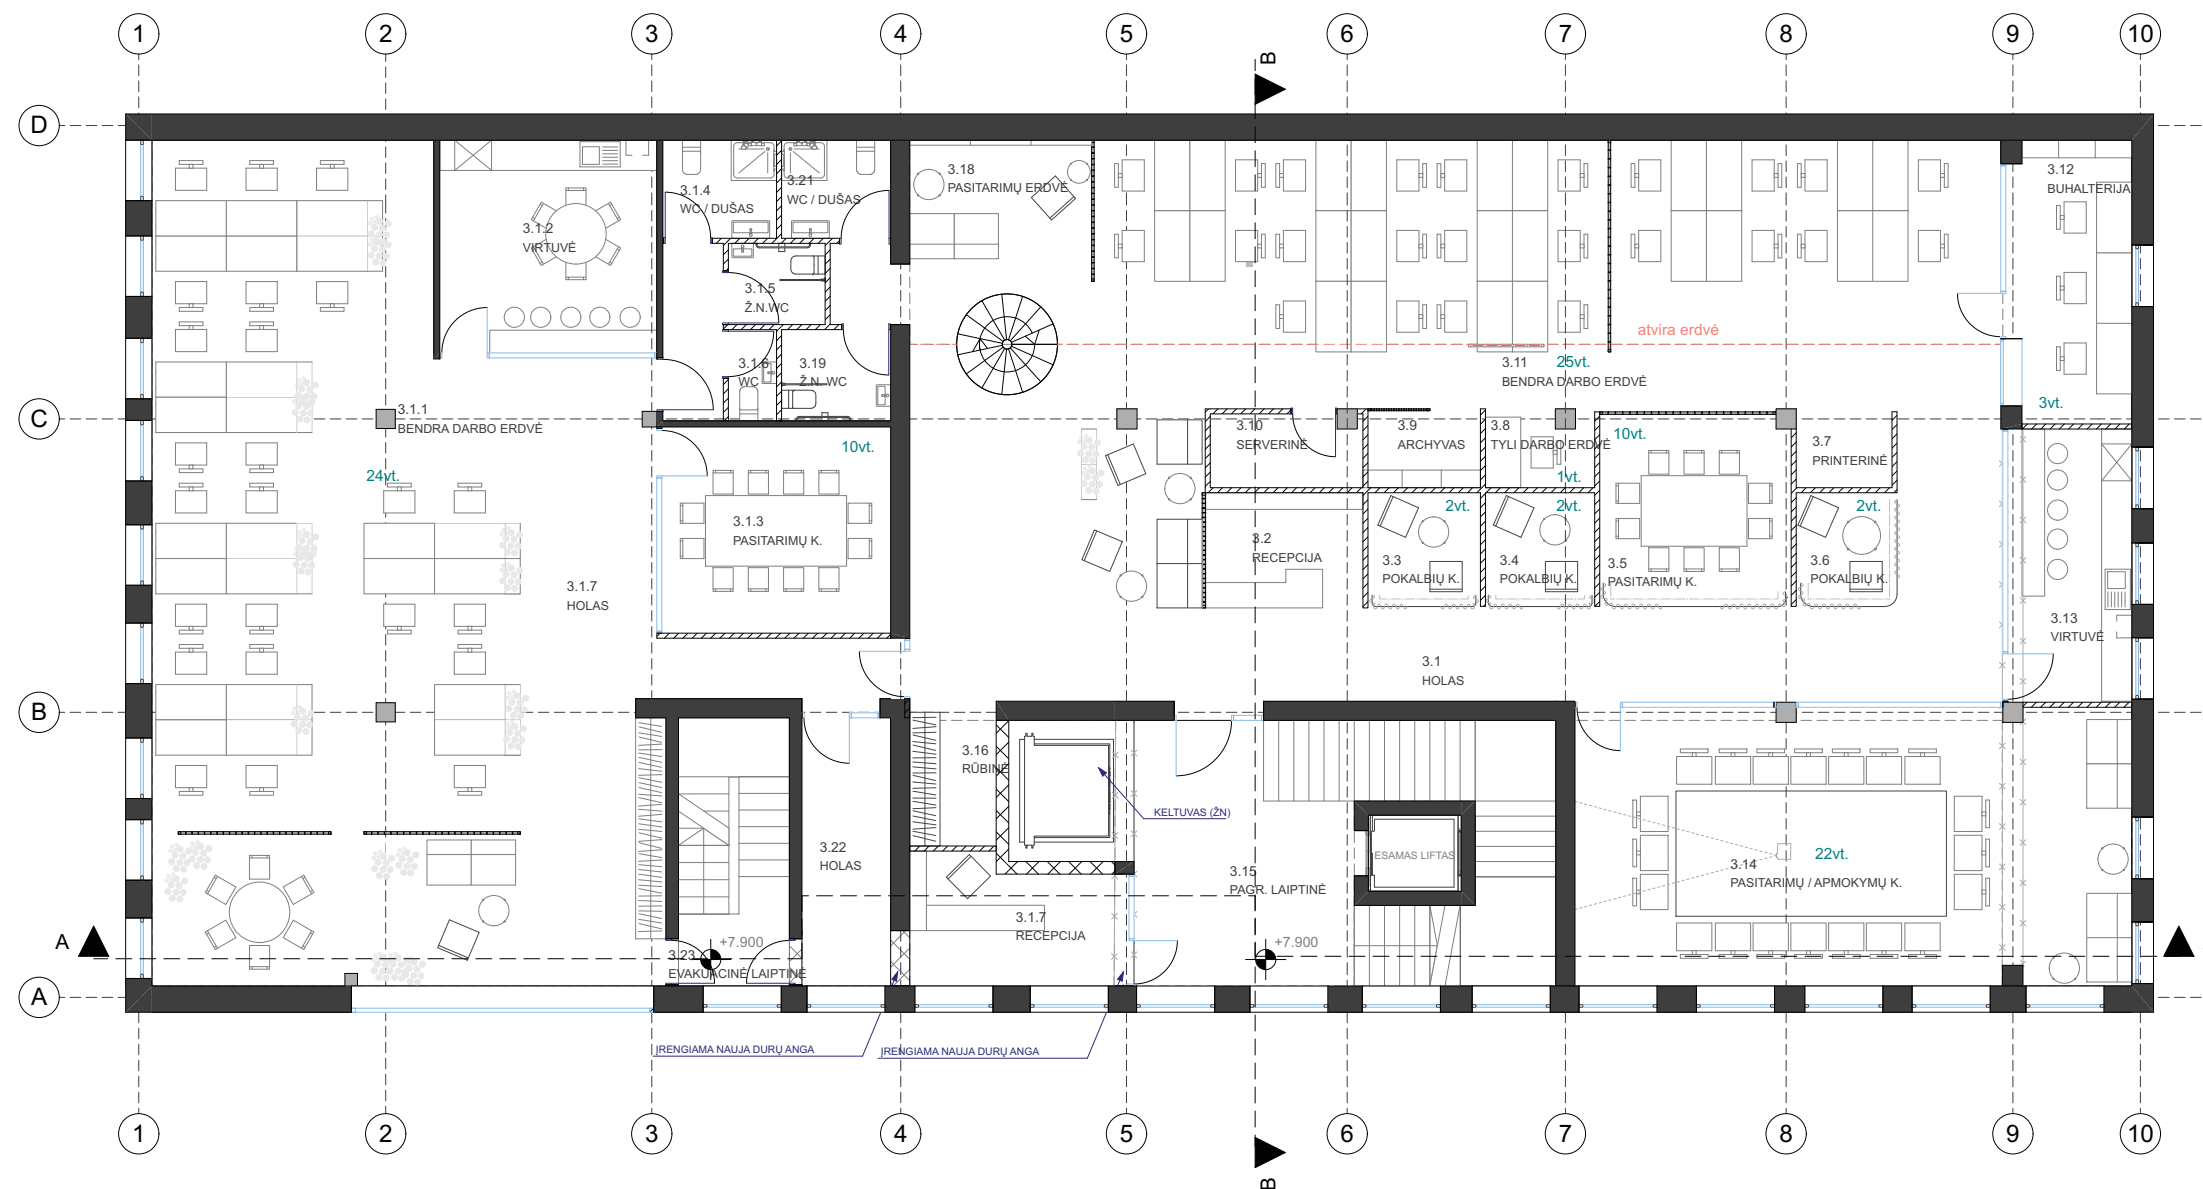 1 2 3 4 5 6 7 8 9 10
B
D
3.1.4
WC / DUŠAS
3.21
WC / DUŠAS
3.18
PASITARIMŲ ERDVĖ
3.12
BUHALTERIJA
3.1.2
VIRTUVĖ
3.1.5
Ž.N.WC
atvira erdvė
3.1.6
WC
3.19
Ž.N. WC
3.11
25vt.
BENDRA DARBO ERDVĖ
3vt.
C
3.1.1
BENDRA DARBO ERDVĖ
24vt.
10vt.
3.10
SERVERINĖ
3.9
ARCHYVAS
3.8
TYLI DARBO ERDVĖ
1vt.
10vt.
3.7
PRINTERINĖ
3.1.3
PASITARIMŲ K.
3.2
RECEPCIJA
2vt.
3.3
POKALBIŲ K.
2vt.
3.4
POKALBIŲ K.
3.5
PASITARIMŲ K.
2vt.
3.6
POKALBIŲ K.
3.1.7
HOLAS
3.13
VIRTUVĖ
3.1
HOLAS
B
3.16
RŪBINĖ
KELTUVAS (ŽN)
3.22
HOLAS
3.15
PAGR. LAIPTINĖ
ESAMAS LIFTAS
22vt.
3.14
PASITARIMŲ / APMOKYMŲ K.
3.1.7
RECEPCIJA
A
+7.900
3.23
EVAKUACINĖ LAIPTINĖ
+7.900
A
ĮRENGIAMA NAUJA DURŲ ANGA
ĮRENGIAMA NAUJA DURŲ ANGA
1 2 3 4 5 6 7 8 9 10
B